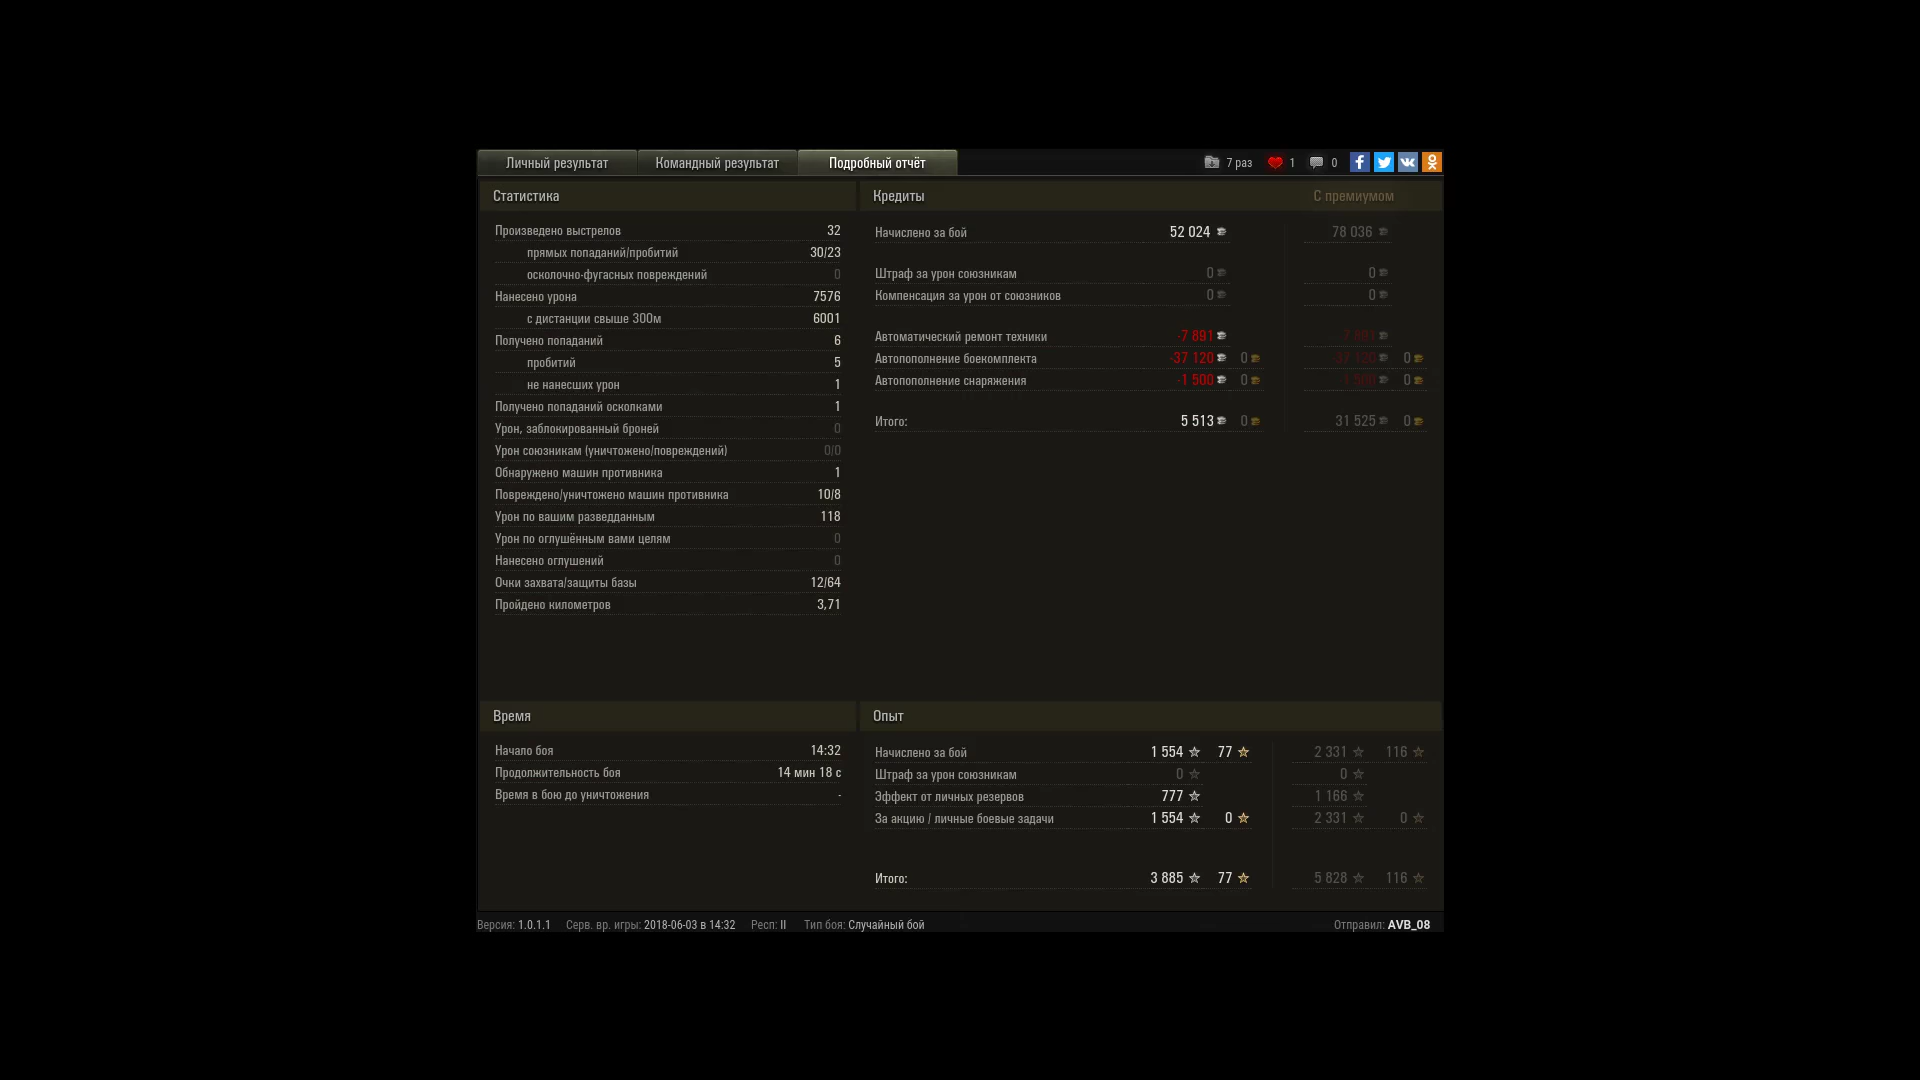 Личный результат Командный результат Подробный отчёт 7 раз 1 0
Статистика
Произведено выстрелов 32
прямых попаданий/пробитий 30/23
осколочно-фугасных повреждений 0
Нанесено урона 7576
с дистанции свыше 300м 6001
Получено попаданий 6
пробитий 5
не нанесших урон 1
Получено попаданий осколками 1
Урон, заблокированный броней 0
Урон союзникам (уничтожено/повреждений) 0/0
Обнаружено машин противника 1
Повреждено/уничтожено машин противника 10/8
Урон по вашим разведданным 118
Урон по оглушённым вами целям 0
Нанесено оглушений 0
Очки захвата/защиты базы 12/64
Пройдено километров 3,71
Кредиты С премиумом
Начислено за бой 52 024 78 036
Штраф за урон союзникам 0 0
Компенсация за урон от союзников 0 0
Автоматический ремонт техники -7 891 -7 891
Автопополнение боекомплекта -37 120 0 -37 120 0
Автопополнение снаряжения -1 500 0 -1 500 0
Итого: 5 513 0 31 525 0
Время
Начало боя 14:32
Продолжительность боя 14 мин 18 с
Время в бою до уничтожения -
Опыт
Начислено за бой 1 554 77 2 331 116
Штраф за урон союзникам 0 0
Эффект от личных резервов 777 1 166
За акцию / личные боевые задачи 1 554 0 2 331 0
Итого: 3 885 77 5 828 116
Версия: 1.0.1.1 Серв. вр. игры: 2018-06-03 в 14:32 Респ: II Тип боя: Случайный бой Отправил: AVB_08